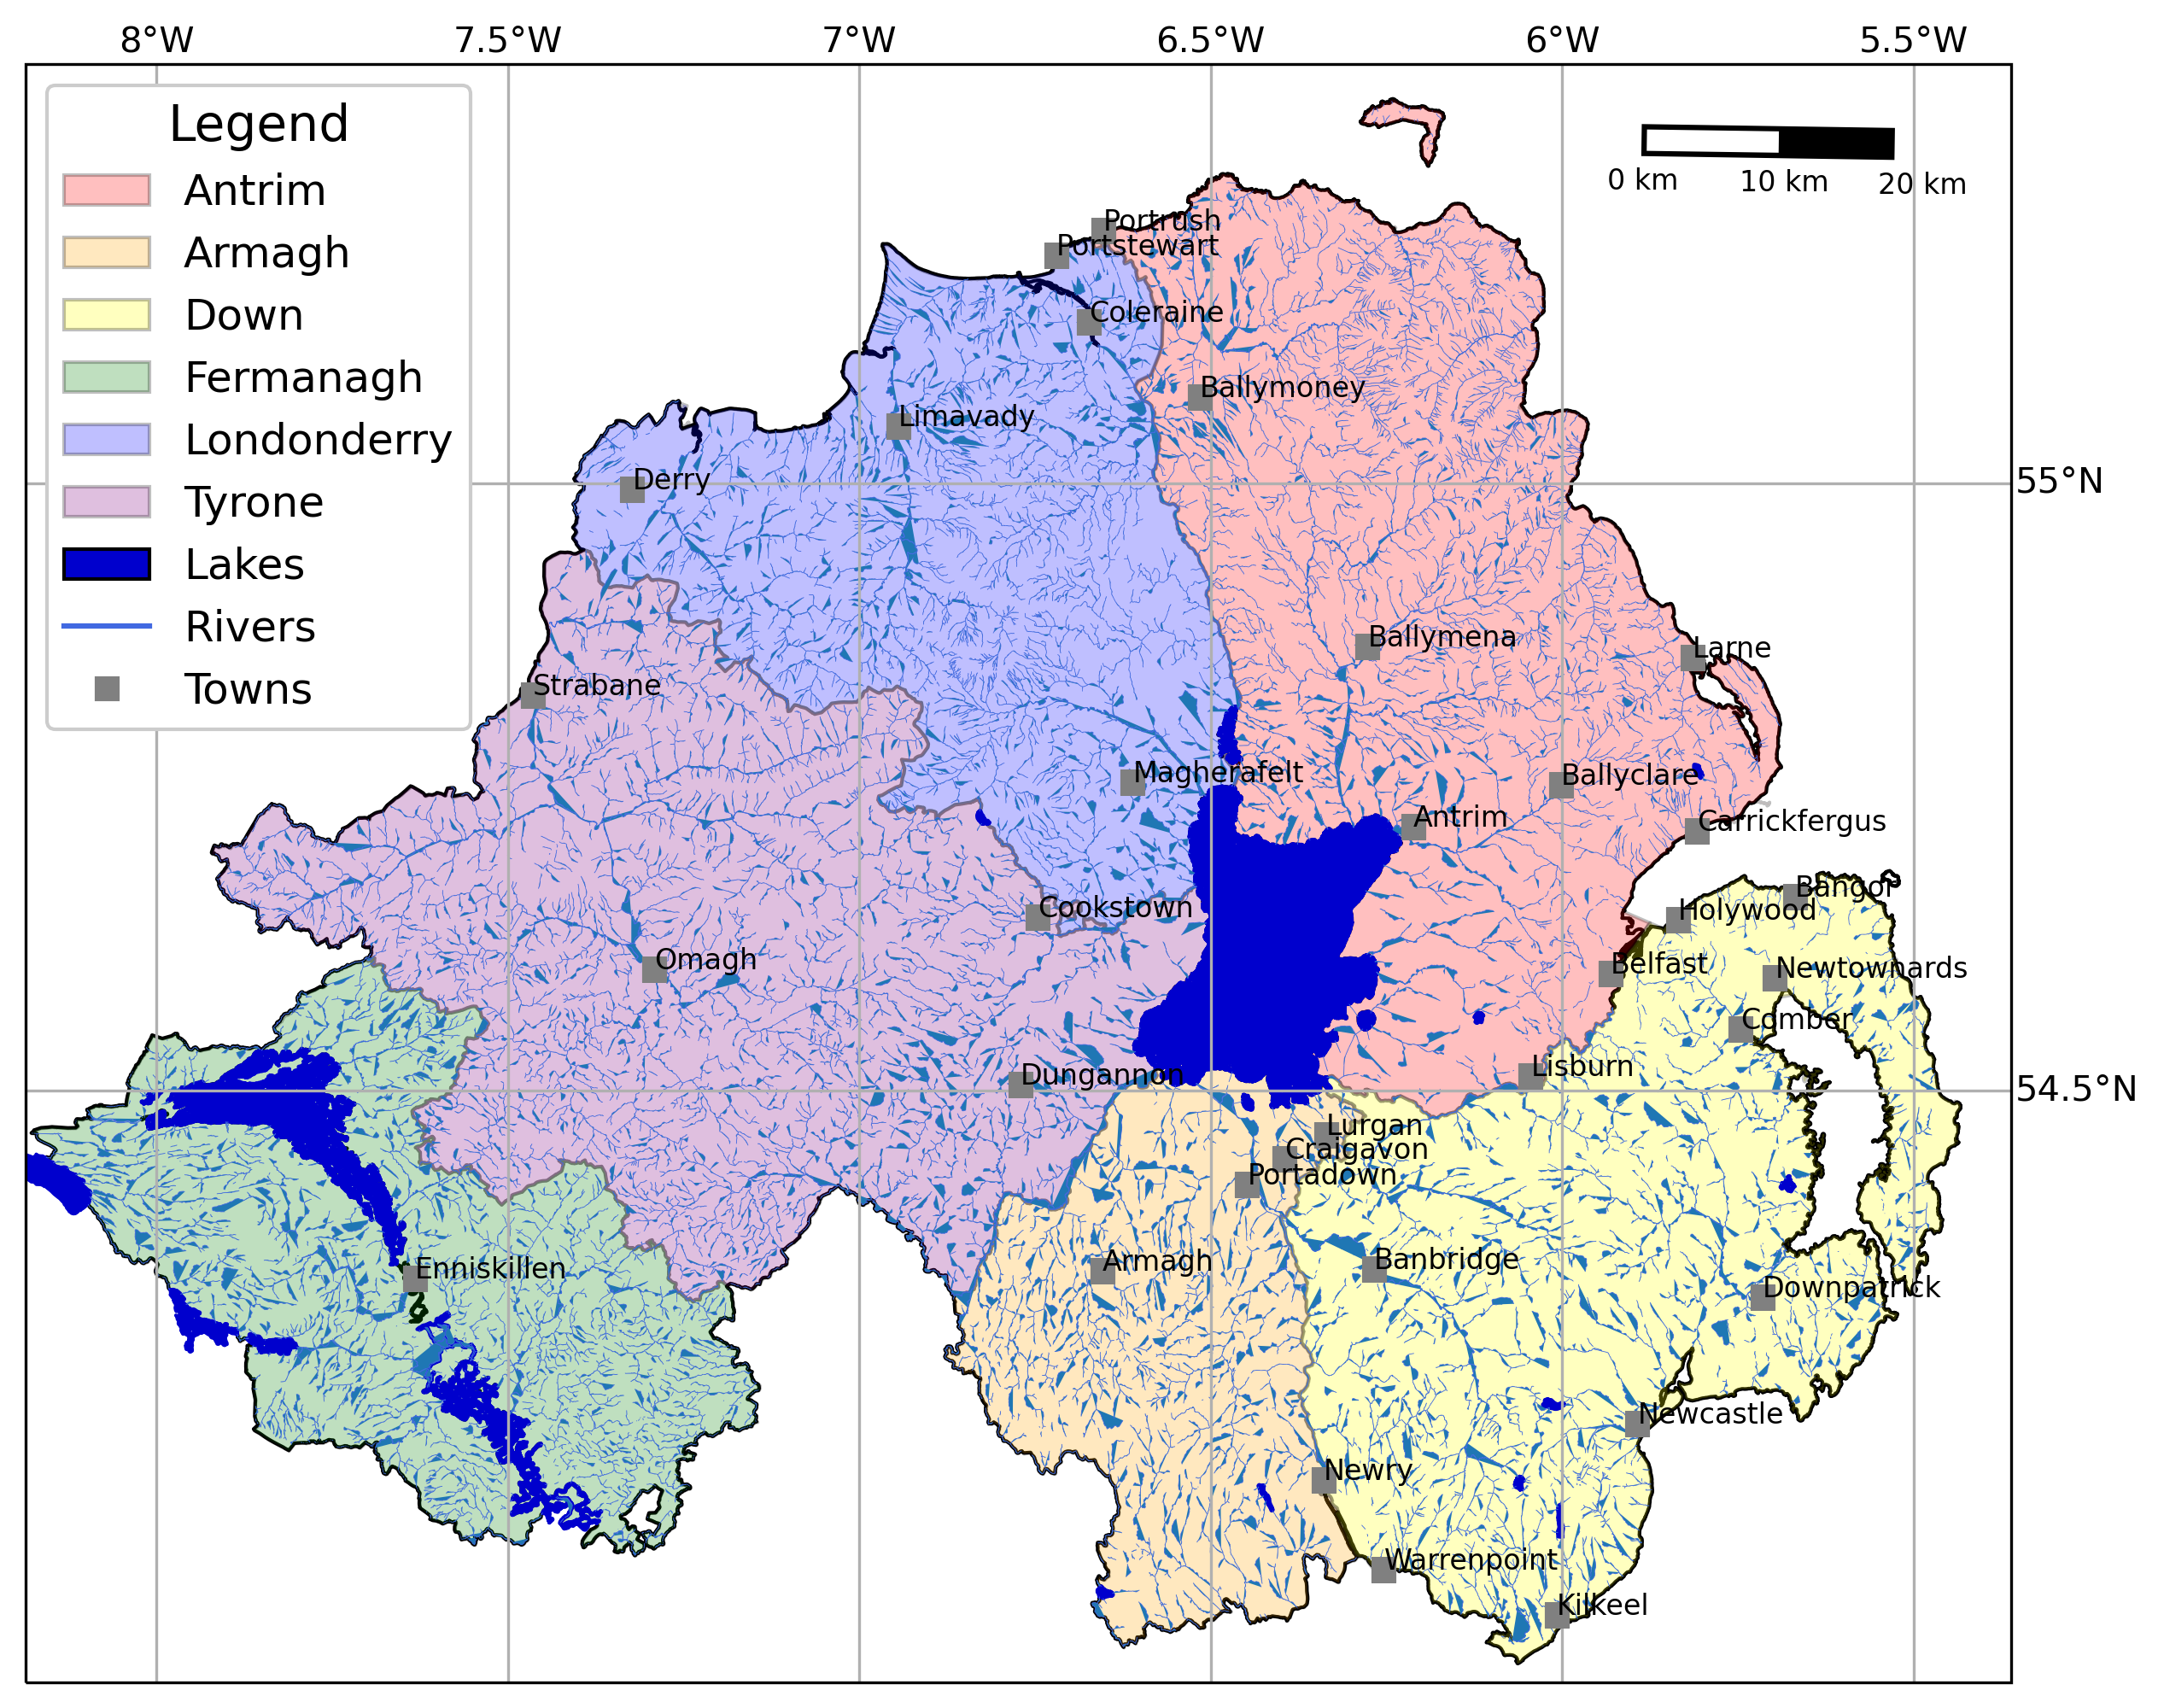 8°W 7.5°W 7°W 6.5°W 6°W 5.5°W
Legend
Antrim
Armagh
Down
Fermanagh
Londonderry
Tyrone
Lakes
Rivers
Towns
0 km 10 km 20 km
Portrush
Portstewart
Coleraine
Ballymoney
Limavady
Derry
55°N
Ballymena
Larne
Strabane
Magherafelt
Ballyclare
Antrim
Carrickfergus
Bangor
Cookstown
Holywood
Omagh
Belfast
Newtownards
Comber
Dungannon
Lisburn
54.5°N
Lurgan
Craigavon
Portadown
Armagh
Banbridge
Enniskillen
Downpatrick
Newcastle
Newry
Warrenpoint
Kilkeel